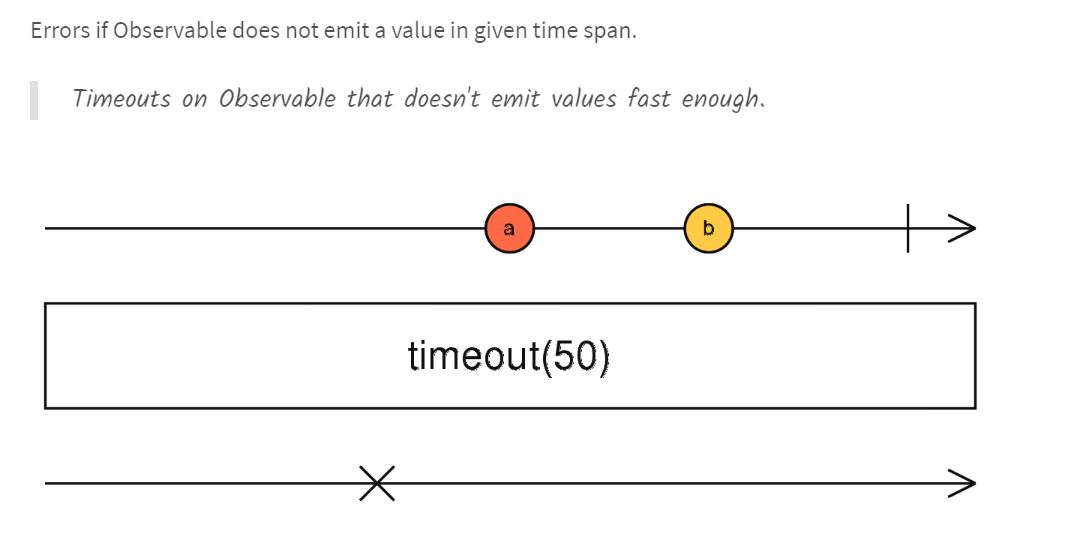 Errors if Observable does not emit a value in given time span.
Timeouts on Observable that doesn't emit values fast enough.
a
b
timeout(50)